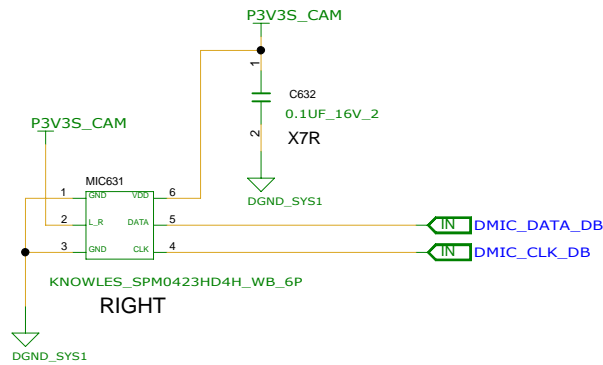 P3V3S_CAM
1
C632
0.1UF_16V_2
2
X7R
P3V3S_CAM
DGND_SYS1
MIC631
1 GND VDD 6
2 L_R DATA 5 IN DMIC_DATA_DB
3 GND CLK 4 IN DMIC_CLK_DB
KNOWLES_SPM0423HD4H_WB_6P
RIGHT
DGND_SYS1